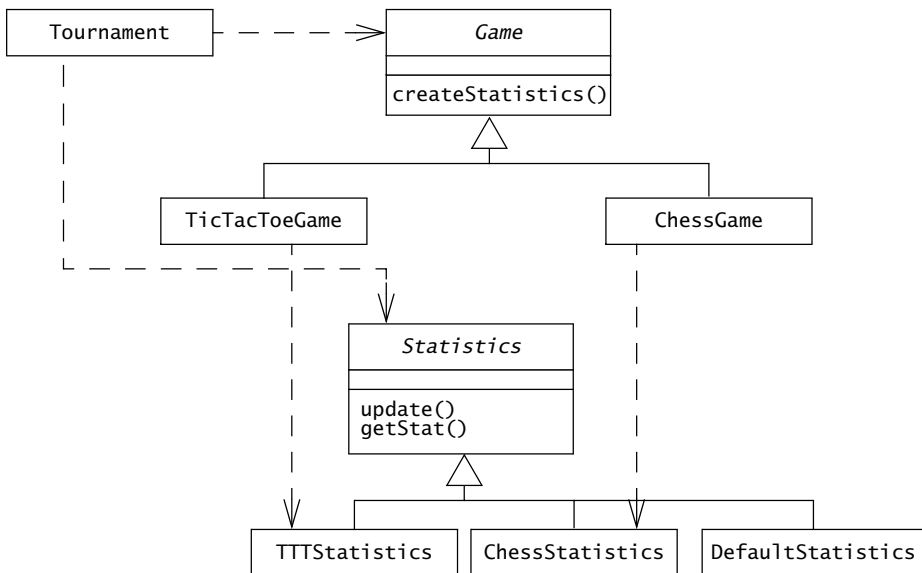 Tournament
Game
createStatistics()
TicTacToeGame
ChessGame
Statistics
update()
getStat()
TTTStatistics
ChessStatistics
DefaultStatistics